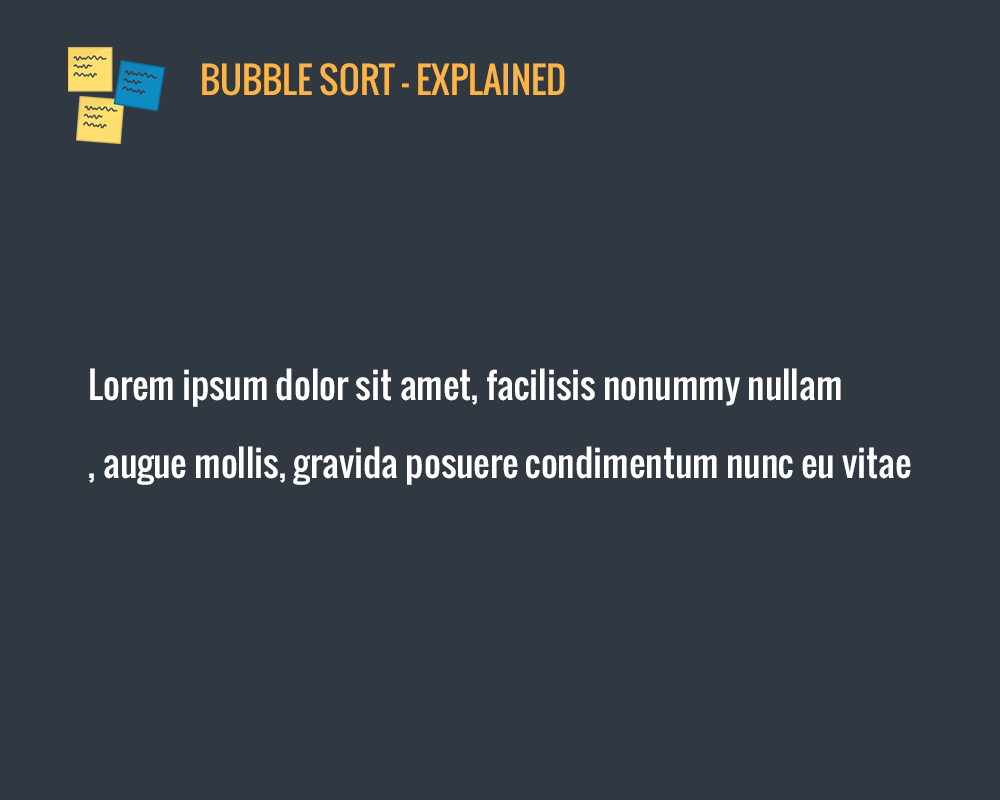 BUBBLE SORT - EXPLAINED
Lorem ipsum dolor sit amet, facilisis nonummy nullam
, augue mollis, gravida posuere condimentum nunc eu vitae